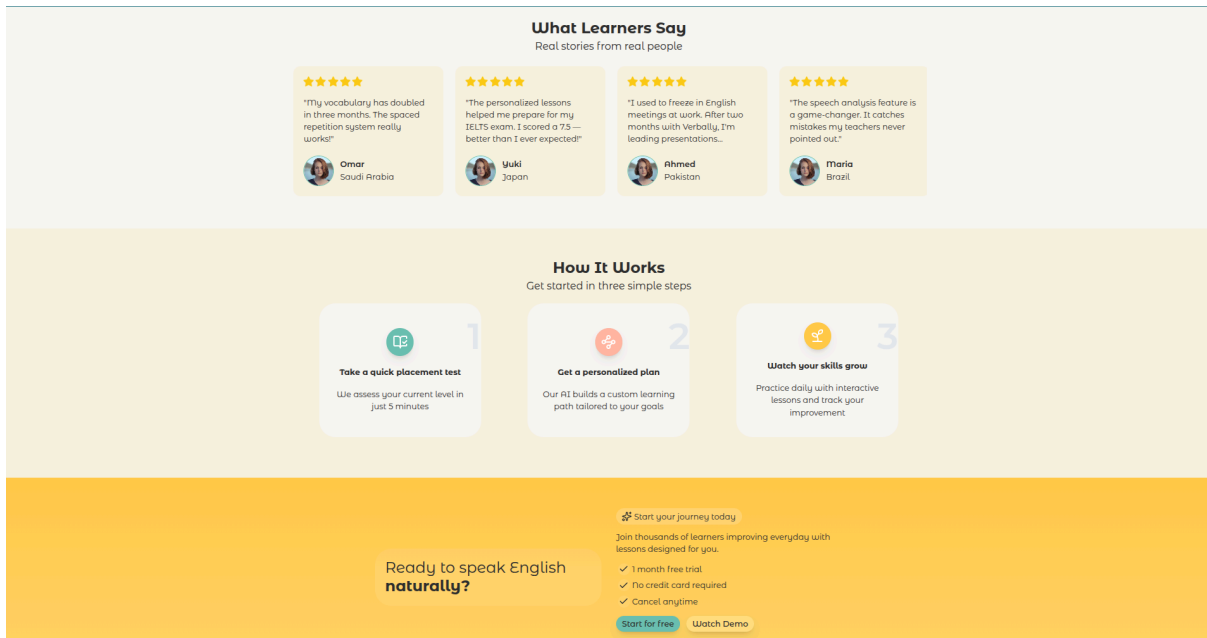 What Learners Say
Real stories from real people
"My vocabulary has doubled
in three months. The spaced
repetition system really
works!"
Omar
Saudi Arabia
"The personalized lessons
helped me prepare for my
IELTS exam. I scored a 7.5 —
better than I ever expected!"
Yuki
Japan
"I used to freeze in English
meetings at work. After two
months with Verbally, I'm
leading presentations...
Ahmed
Pakistan
"The speech analysis feature is
a game-changer. It catches
mistakes my teachers never
pointed out."
Maria
Brazil
How It Works
Get started in three simple steps
1
Take a quick placement test
We assess your current level in
just 5 minutes
2
Get a personalized plan
Our AI builds a custom learning
path tailored to your goals
3
Watch your skills grow
Practice daily with interactive
lessons and track your
improvement
Ready to speak English
naturally?
Start your journey today
Join thousands of learners improving everyday with
lessons designed for you.
1 month free trial
No credit card required
Cancel anytime
Start for free
Watch Demo